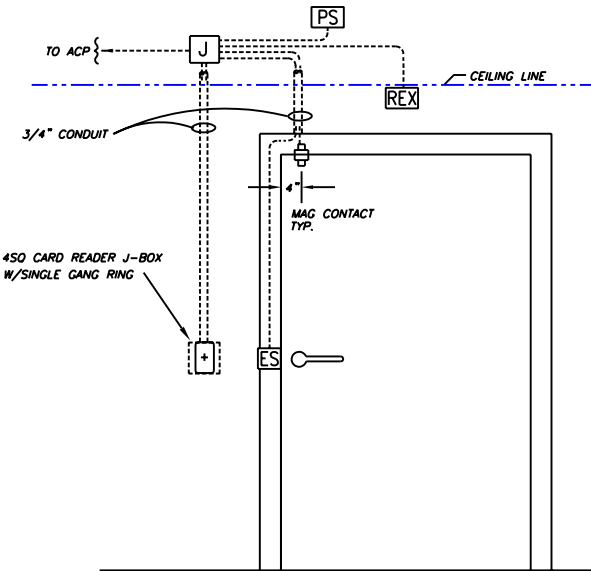 PS
TO ACP
J
CEILING LINE
REX
3/4" CONDUIT
4"
MAG CONTACT
TYP.
4SQ CARD READER J-BOX
W/SINGLE GANG RING
+
ES